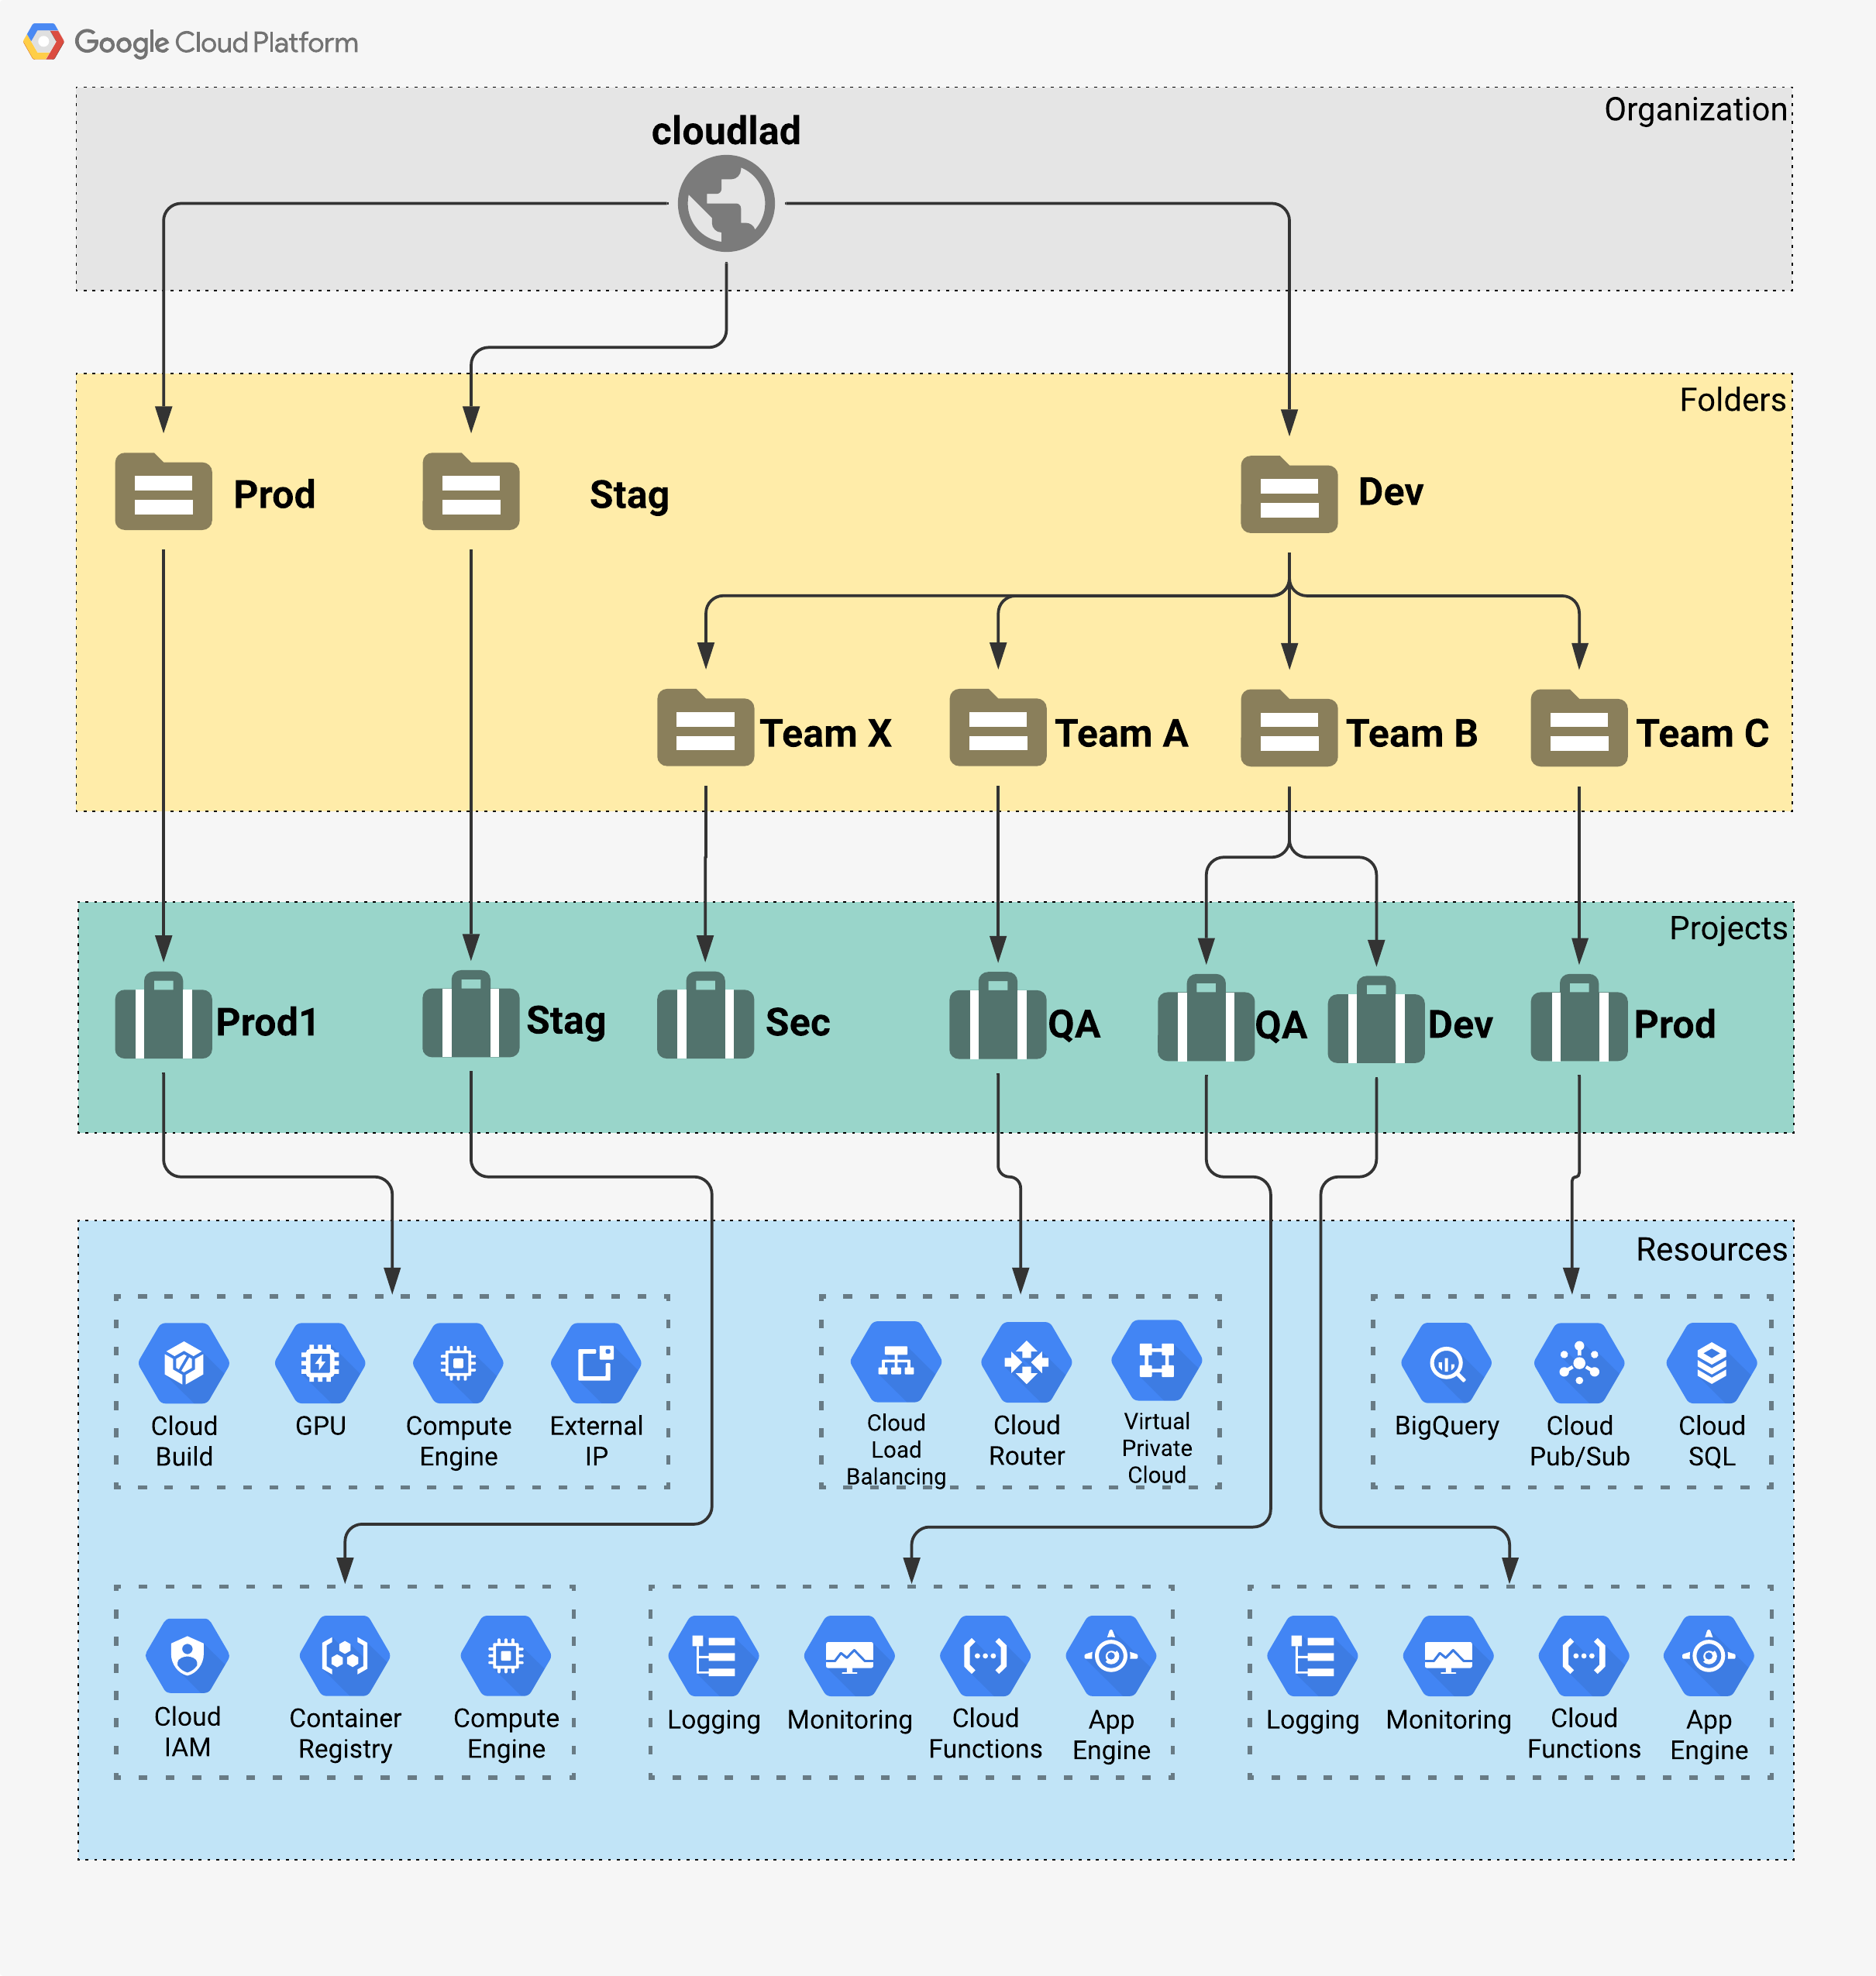 Google Cloud Platform
Organization
cloudlad
Folders
Prod
Stag
Dev
Team X
Team A
Team B
Team C
Projects
Prod1
Stag
Sec
QA
QA
Dev
Prod
Resources
Cloud
Build
GPU
Compute
Engine
External
IP
Cloud
Load
Balancing
Cloud
Router
Virtual
Private
Cloud
BigQuery
Cloud
Pub/Sub
Cloud
SQL
Cloud
IAM
Container
Registry
Compute
Engine
Logging
Monitoring
Cloud
Functions
App
Engine
Logging
Monitoring
Cloud
Functions
App
Engine